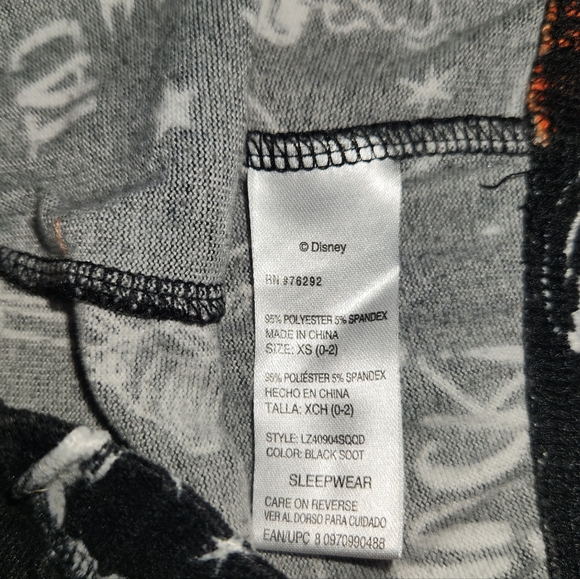 © Disney
RN #76292
95% POLYESTER 5% SPANDEX
MADE IN CHINA
SIZE: XS (0-2)
95% POLIÉSTER 5% SPANDEX
HECHO EN CHINA
TALLA: XCH (0-2)
STYLE: LZ40904SQCD
COLOR: BLACK SOOT
SLEEPWEAR
CARE ON REVERSE
VER AL DORSO PARA CUIDADO
EAN/UPC 8 0970990488